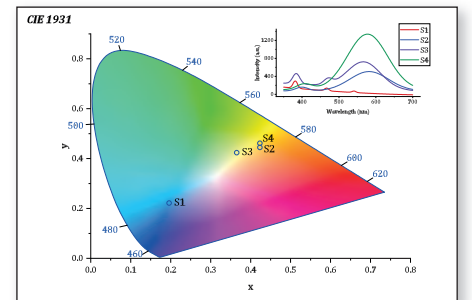 CIE 1931
520
540
560
580
600
620
500
480
460
S4
S2
S3
S1
0.8
0.6
0.4
0.2
0.0
y
0.0 0.1 0.2 0.3 0.4 0.5 0.6 0.7 0.8
x
1200
800
400
0
Intensity (a.u.)
400 500 600 700
Wavelength (nm)
S1
S2
S3
S4